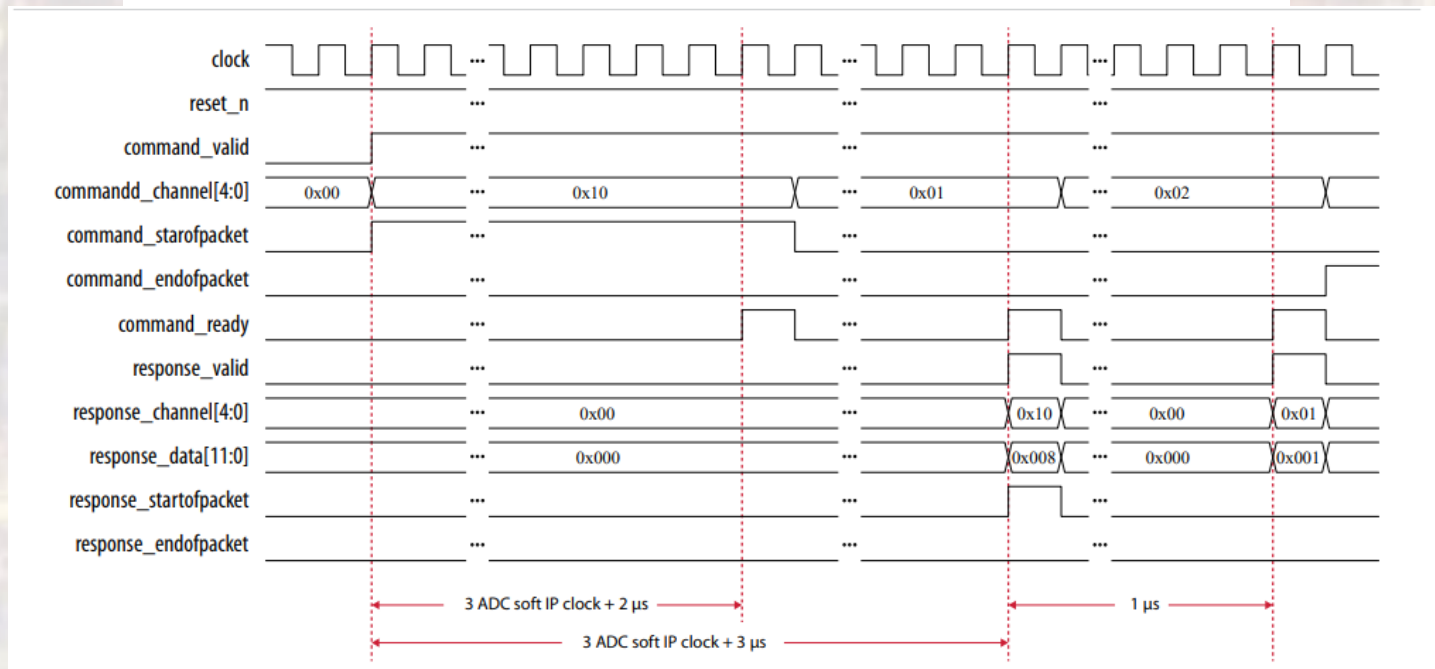 clock ... ... ...
reset_n ... ... ...
command_valid ... ... ...
commandd_channel[4:0] 0x00 ... 0x10 ... 0x01 ... 0x02
command_starofpacket ... ... ...
command_endofpacket ... ... ...
command_ready ... ... ...
response_valid ... ... ...
response_channel[4:0] ... 0x00 ... 0x10 ... 0x00 0x01
response_data[11:0] ... 0x000 ... 0x008 ... 0x000 0x001
response_startofpacket ... ... ...
response_endofpacket ... ... ...
3 ADC soft IP clock + 2 µs 1 µs
3 ADC soft IP clock + 3 µs